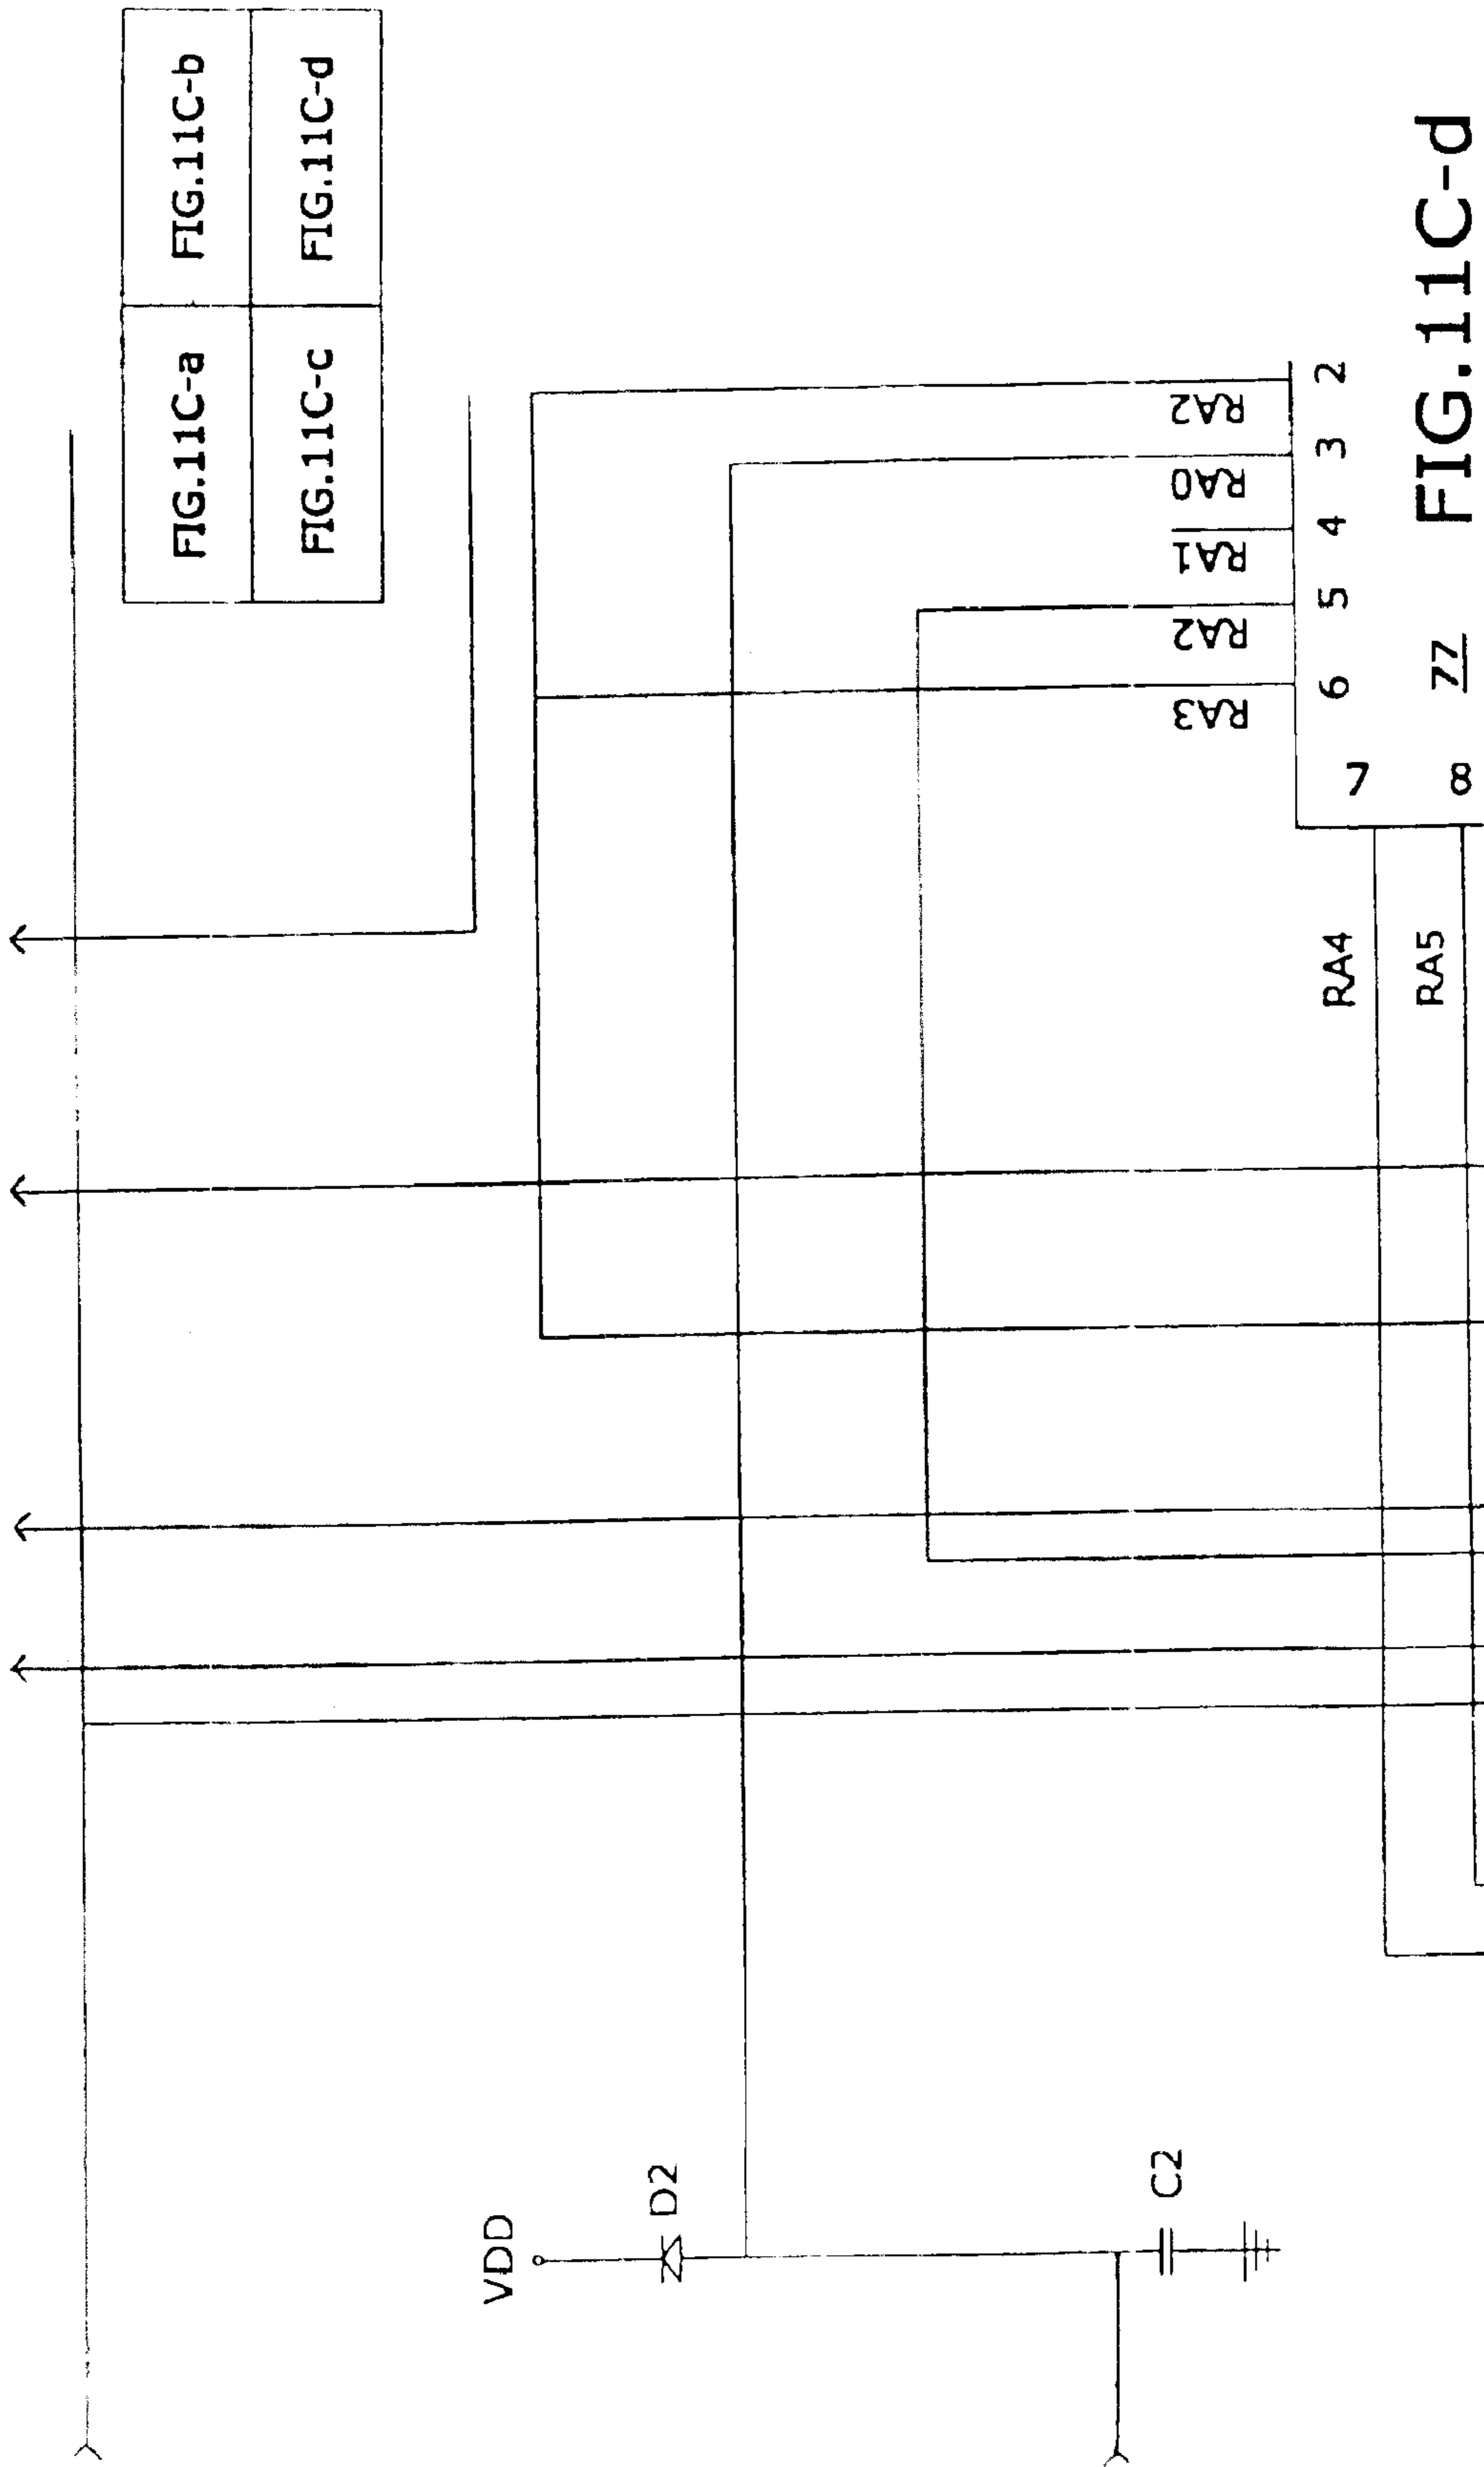 FIG.11C-a FIG.11C-b
FIG.11C-c FIG.11C-d
VDD
D2
C2
RA3
RA2
RA1
RA0
RA2
6 5 4 3 2
7
RA4
8
RA5
77
FIG.11C-d